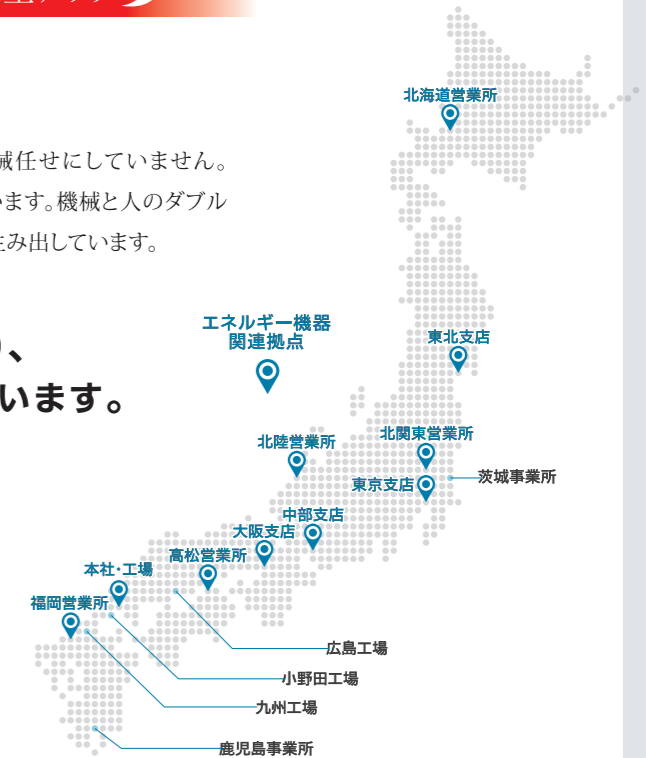 械任せにしていません。
います。機械と人のダブル
生み出しています。
、
います。
北海道営業所
エネルギー機器
関連拠点
東北支店
北陸営業所
北関東営業所
茨城事業所
東京支店
中部支店
大阪支店
高松営業所
本社・工場
福岡営業所
広島工場
小野田工場
九州工場
鹿児島事業所